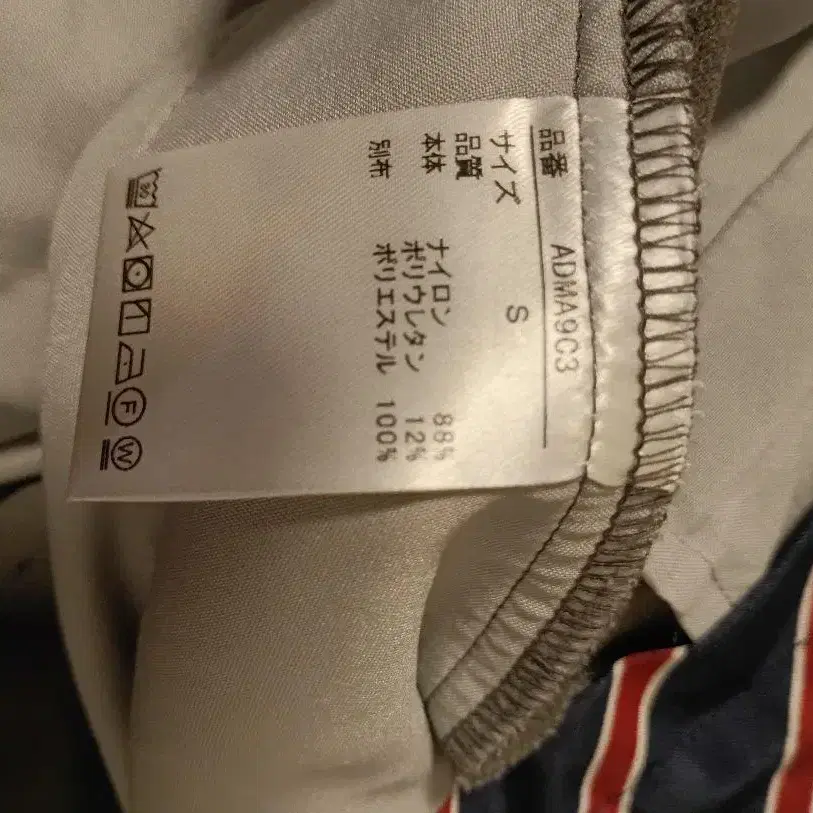 品番 ADMA9C3
サイズ S
品質
本体 ナイロン 88%
ポリウレタン 12%
別布 ポリエステル 100%
30
F
W